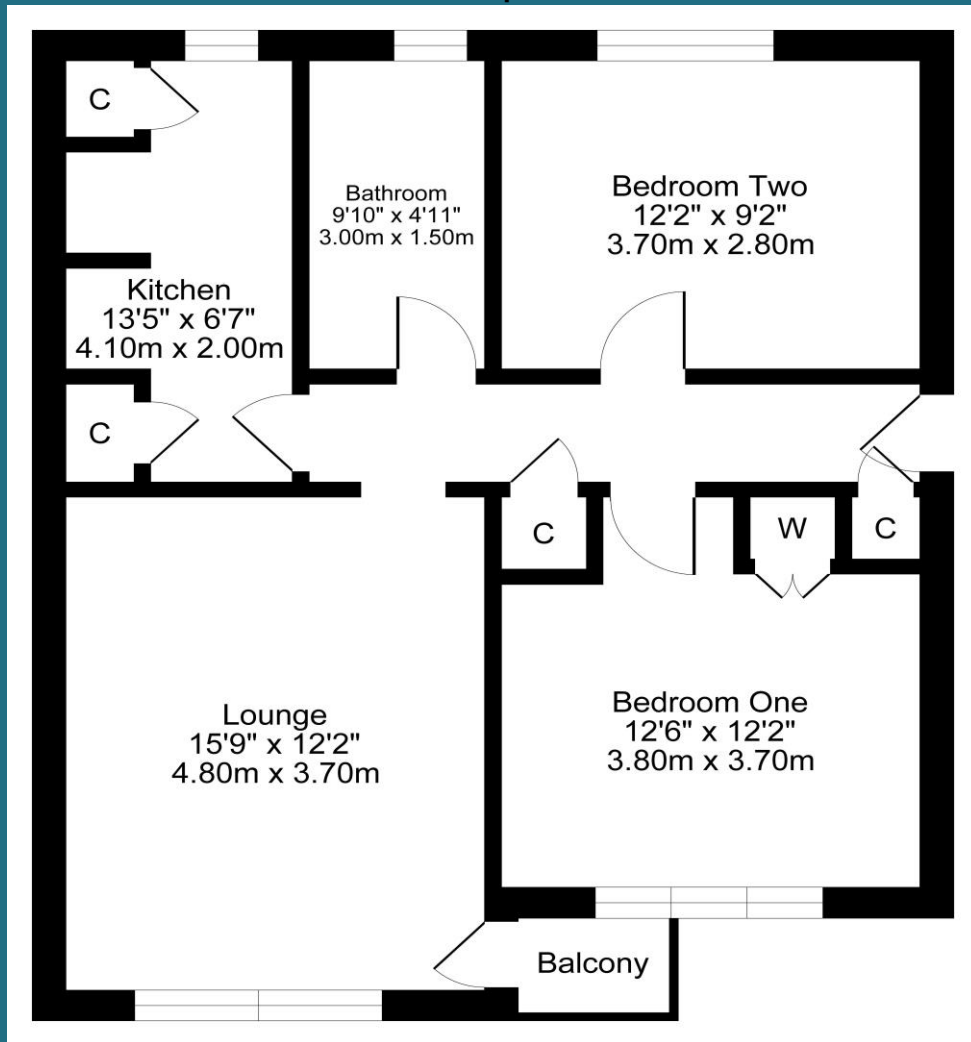 C
Bathroom
9'10" x 4'11"
3.00m x 1.50m
Bedroom Two
12'2" x 9'2"
3.70m x 2.80m
Kitchen
13'5" x 6'7"
4.10m x 2.00m
C
C
W
C
Lounge
15'9" x 12'2"
4.80m x 3.70m
Bedroom One
12'6" x 12'2"
3.80m x 3.70m
Balcony